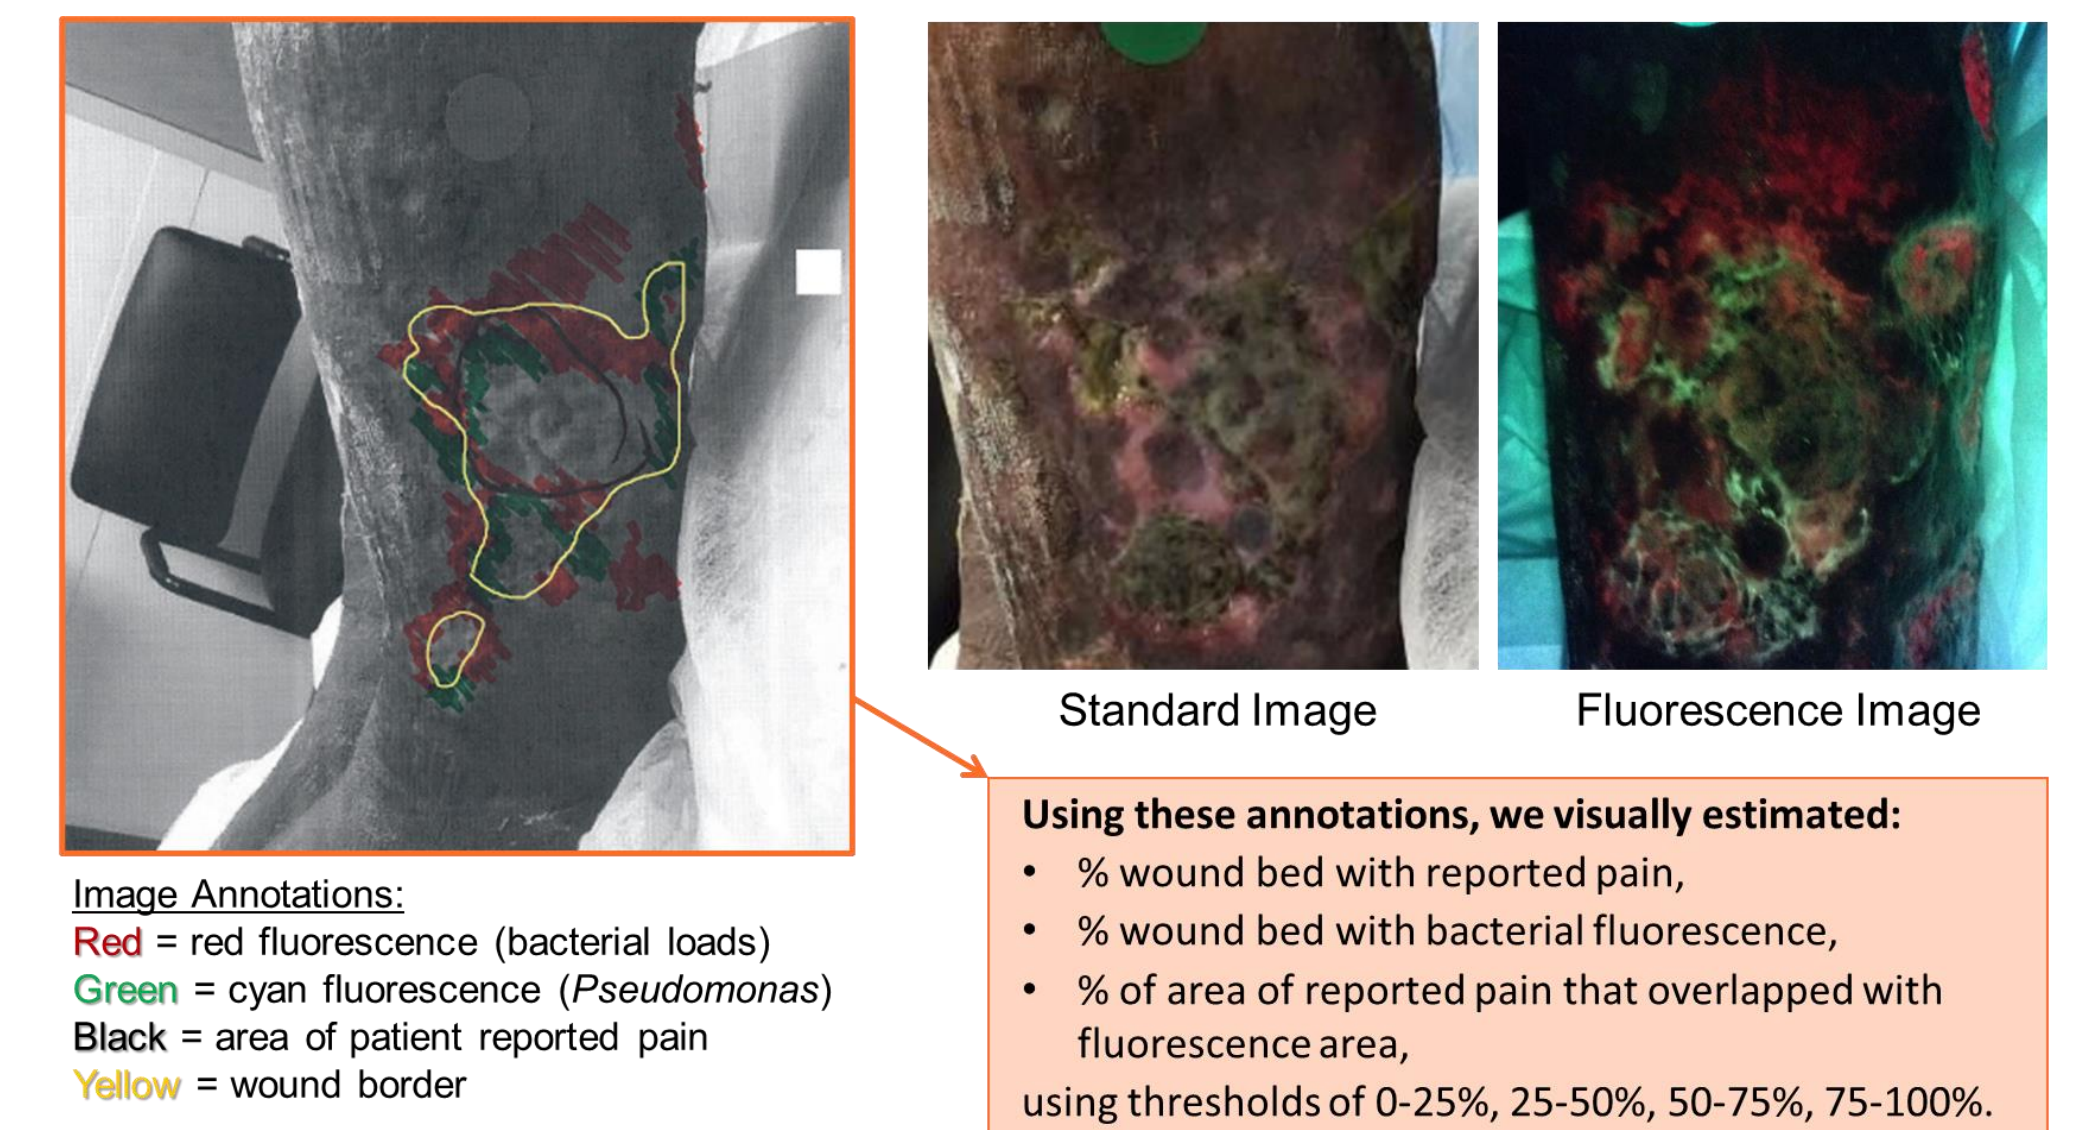 Standard Image
Fluorescence Image
Image Annotations:
Red = red fluorescence (bacterial loads)
Green = cyan fluorescence (Pseudomonas)
Black = area of patient reported pain
Yellow = wound border
Using these annotations, we visually estimated:
• % wound bed with reported pain,
• % wound bed with bacterial fluorescence,
• % of area of reported pain that overlapped with
fluorescence area,
using thresholds of 0-25%, 25-50%, 50-75%, 75-100%.